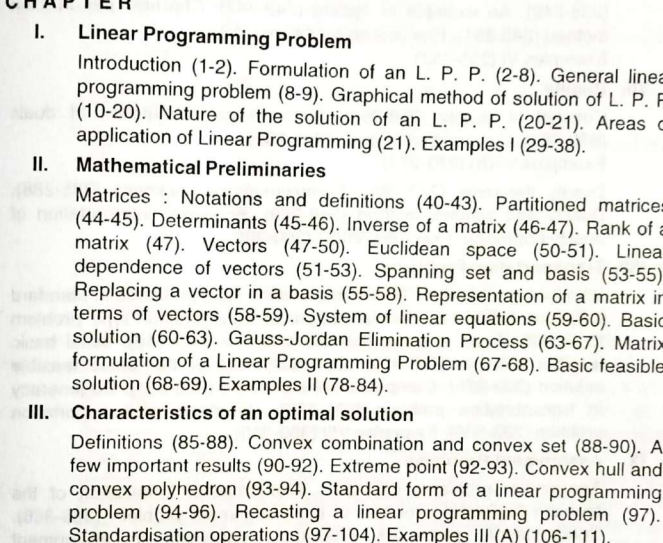 CHAPTER
I. Linear Programming Problem
Introduction (1-2). Formulation of an L. P. P. (2-8). General linea
programming problem (8-9). Graphical method of solution of L. P. P
(10-20). Nature of the solution of an L. P. P. (20-21). Areas o
application of Linear Programming (21). Examples I (29-38).
II. Mathematical Preliminaries
Matrices : Notations and definitions (40-43). Partitioned matrices
(44-45). Determinants (45-46). Inverse of a matrix (46-47). Rank of a
matrix (47). Vectors (47-50). Euclidean space (50-51). Linea
dependence of vectors (51-53). Spanning set and basis (53-55)
Replacing a vector in a basis (55-58). Representation of a matrix in
terms of vectors (58-59). System of linear equations (59-60). Basic
solution (60-63). Gauss-Jordan Elimination Process (63-67). Matrix
formulation of a Linear Programming Problem (67-68). Basic feasible
solution (68-69). Examples II (78-84).
III. Characteristics of an optimal solution
Definitions (85-88). Convex combination and convex set (88-90). A
few important results (90-92). Extreme point (92-93). Convex hull and
convex polyhedron (93-94). Standard form of a linear programming
problem (94-96). Recasting a linear programming problem (97).
Standardisation operations (97-104). Examples III (A) (106-111).